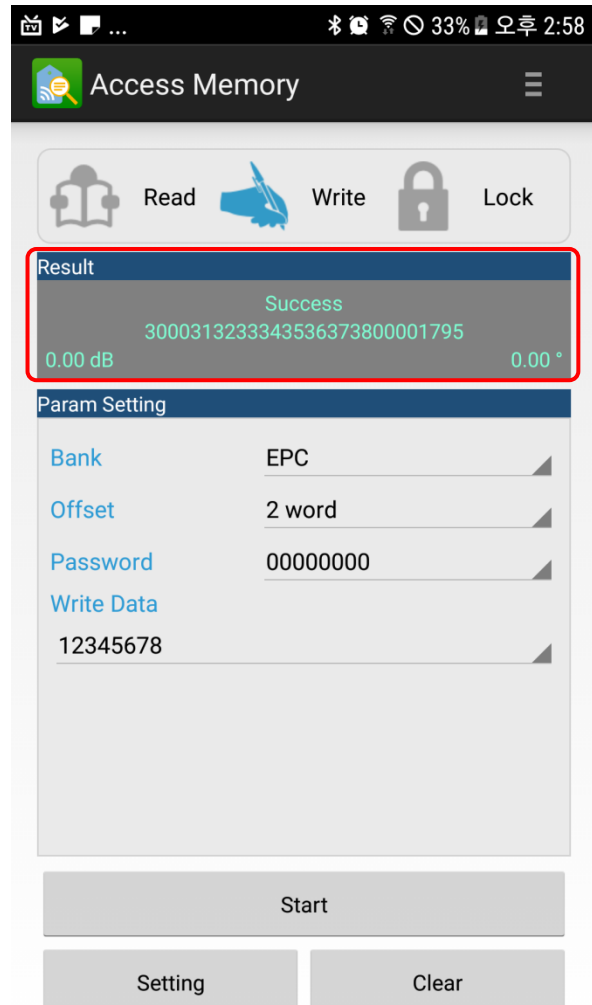 ... 33% 오후 2:58
Access Memory
Read Write Lock
Result
Success
3000313233343536373800001795
0.00 dB 0.00 °
Param Setting
Bank EPC
Offset 2 word
Password 00000000
Write Data
12345678
Start
Setting Clear